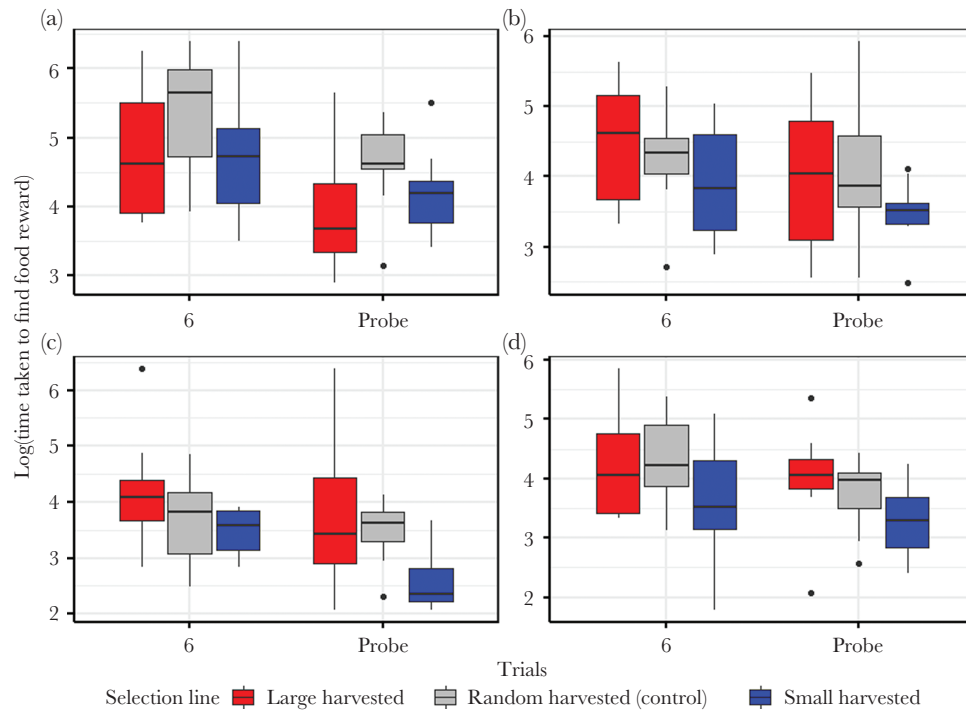 (a)
(b)
6
5
4
3
6
5
4
3
6 Probe
6 Probe
(c)
(d)
6
5
4
3
2
6
5
4
3
2
6 Probe
6 Probe
Log(time taken to find food reward)
Trials
Selection line Large harvested Random harvested (control) Small harvested